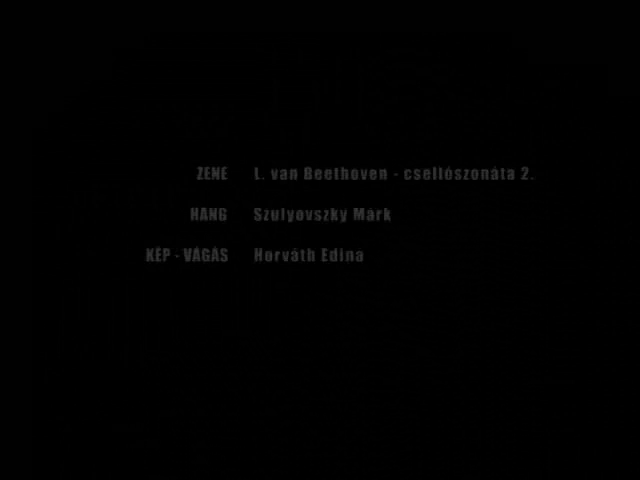 ZENE L. van Beethoven - csellószonáta 2.
HANG Szulyovszky Márk
KÉP - VÁGÁS Horváth Edina